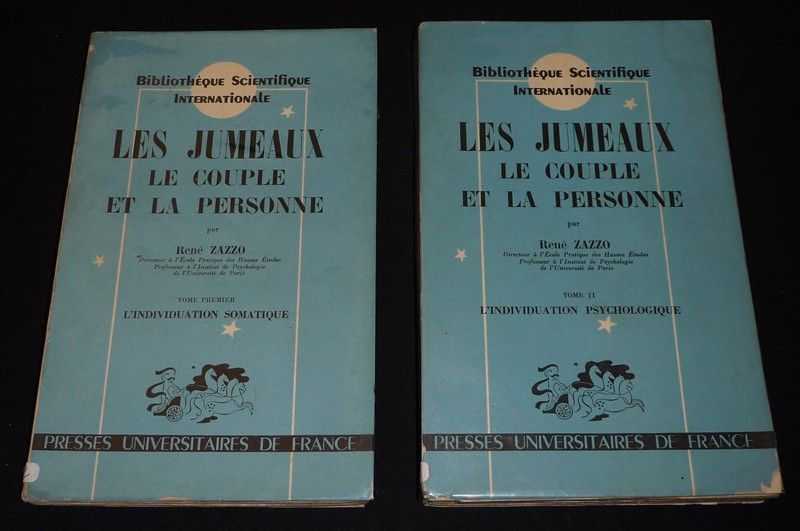 Bibliothèque Scientifique
Internationale
LES JUMEAUX
LE COUPLE
ET LA PERSONNE
par
René ZAZZO
Directeur à l'École Pratique des Hautes Études
Professeur à l'Institut de Psychologie
de l'Université de Paris
TOME PREMIER
L'INDIVIDUATION SOMATIQUE
PRESSES UNIVERSITAIRES DE FRANCE
Bibliothèque Scientifique
Internationale
LES JUMEAUX
LE COUPLE
ET LA PERSONNE
par
René ZAZZO
Directeur à l'École Pratique des Hautes Études
Professeur à l'Institut de Psychologie
de l'Université de Paris
TOME II
L'INDIVIDUATION PSYCHOLOGIQUE
PRESSES UNIVERSITAIRES DE FRANCE